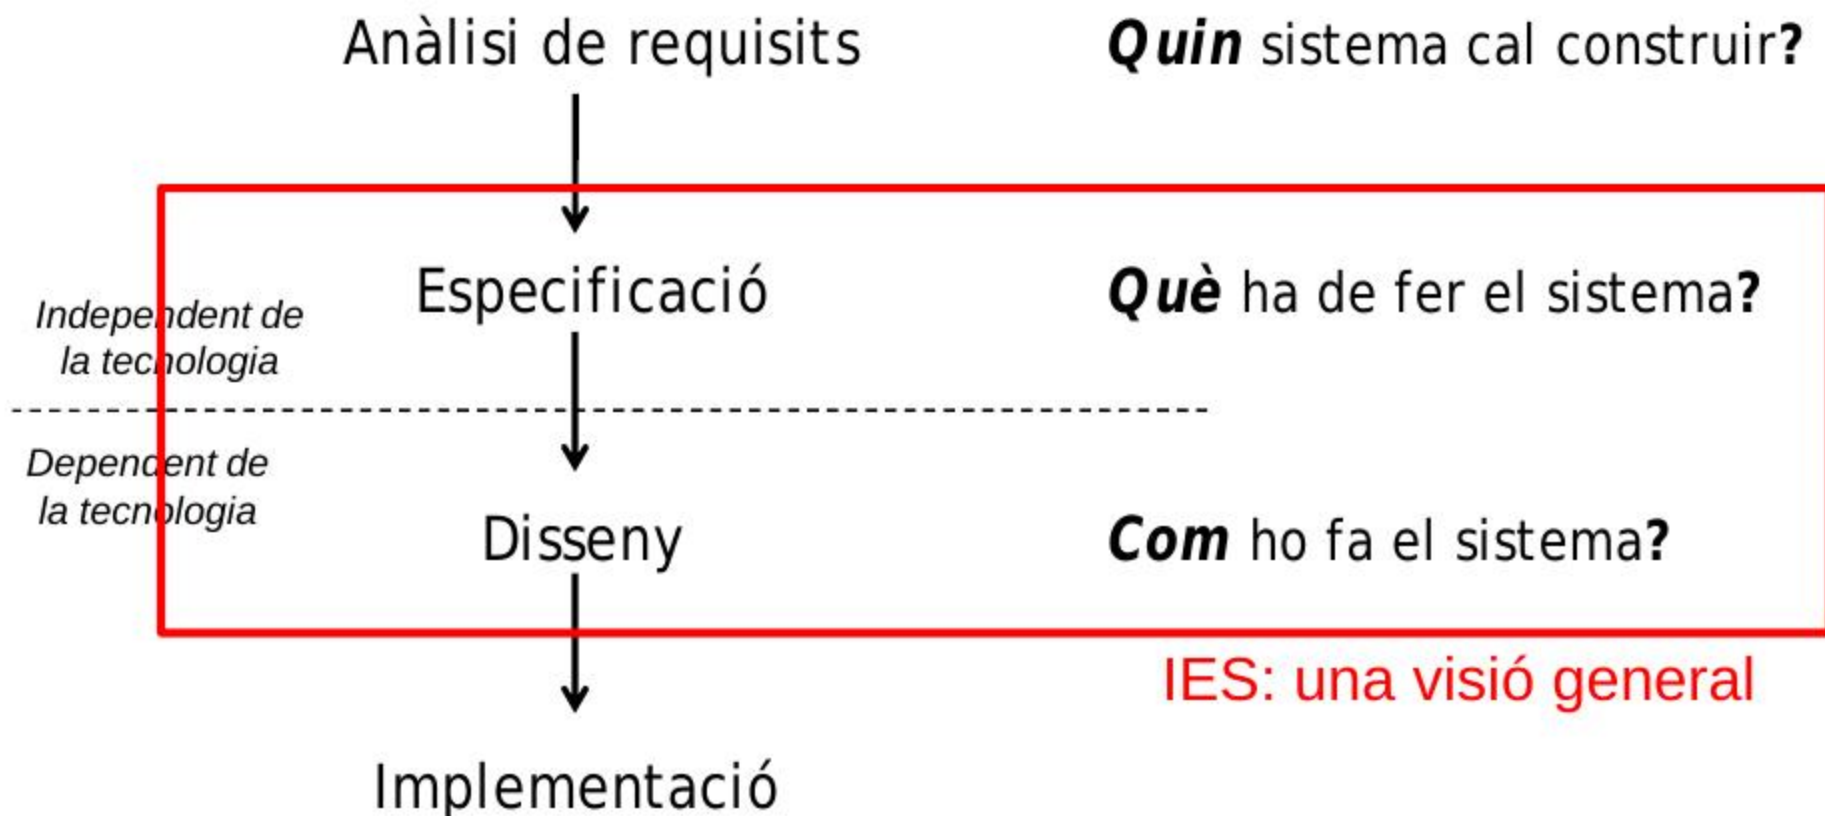 Anàlisi de requisits
Quin sistema cal construir?
Especificació
Què ha de fer el sistema?
Independent de
la tecnologia
Dependent de
la tecnologia
Disseny
Com ho fa el sistema?
IES: una visió general
Implementació